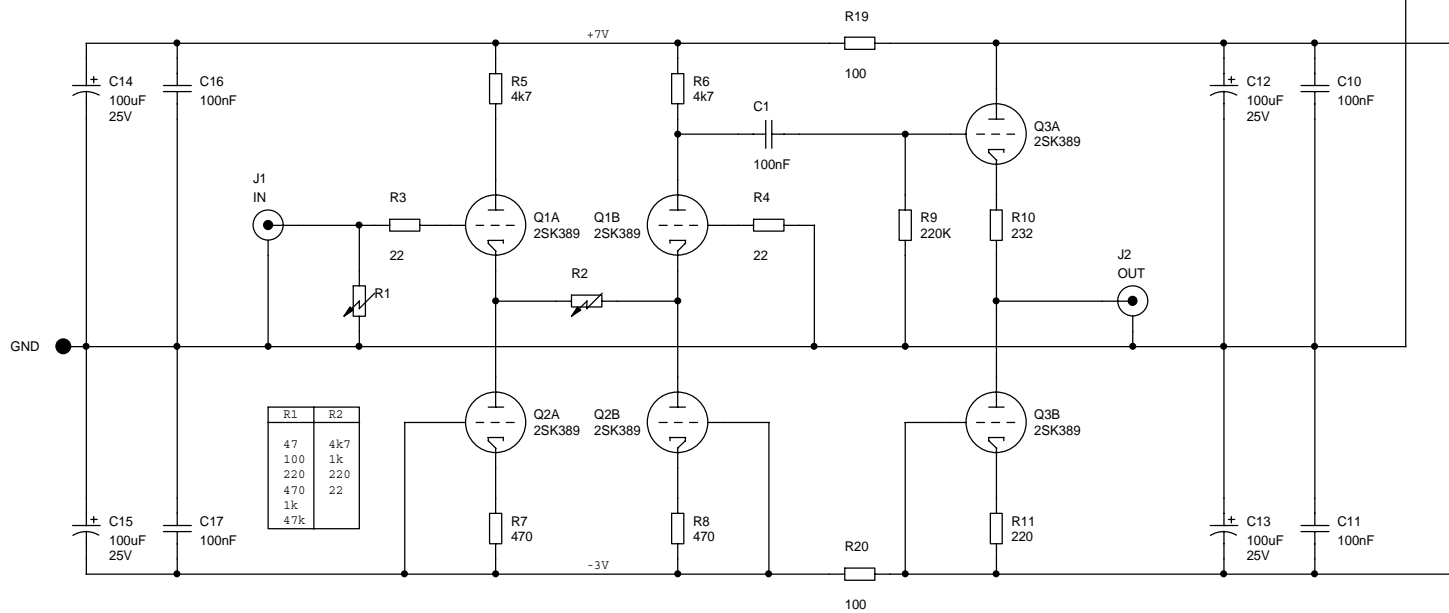 R19
+7V
100
C14
100uF
25V
C16
100nF
R5
4k7
R6
4k7
C1
100nF
Q3A
2SK389
C12
100uF
25V
C10
100nF
J1
IN
R3
22
Q1A
2SK389
Q1B
2SK389
R4
22
R9
220K
R10
232
R1
R2
J2
OUT
GND
R1 R2
47 4k7
100 1k
220 220
470 22
1k
47k
Q2A
2SK389
Q2B
2SK389
Q3B
2SK389
C15
100uF
25V
C17
100nF
R7
470
R8
470
R11
220
C13
100uF
25V
C11
100nF
R20
-3V
100